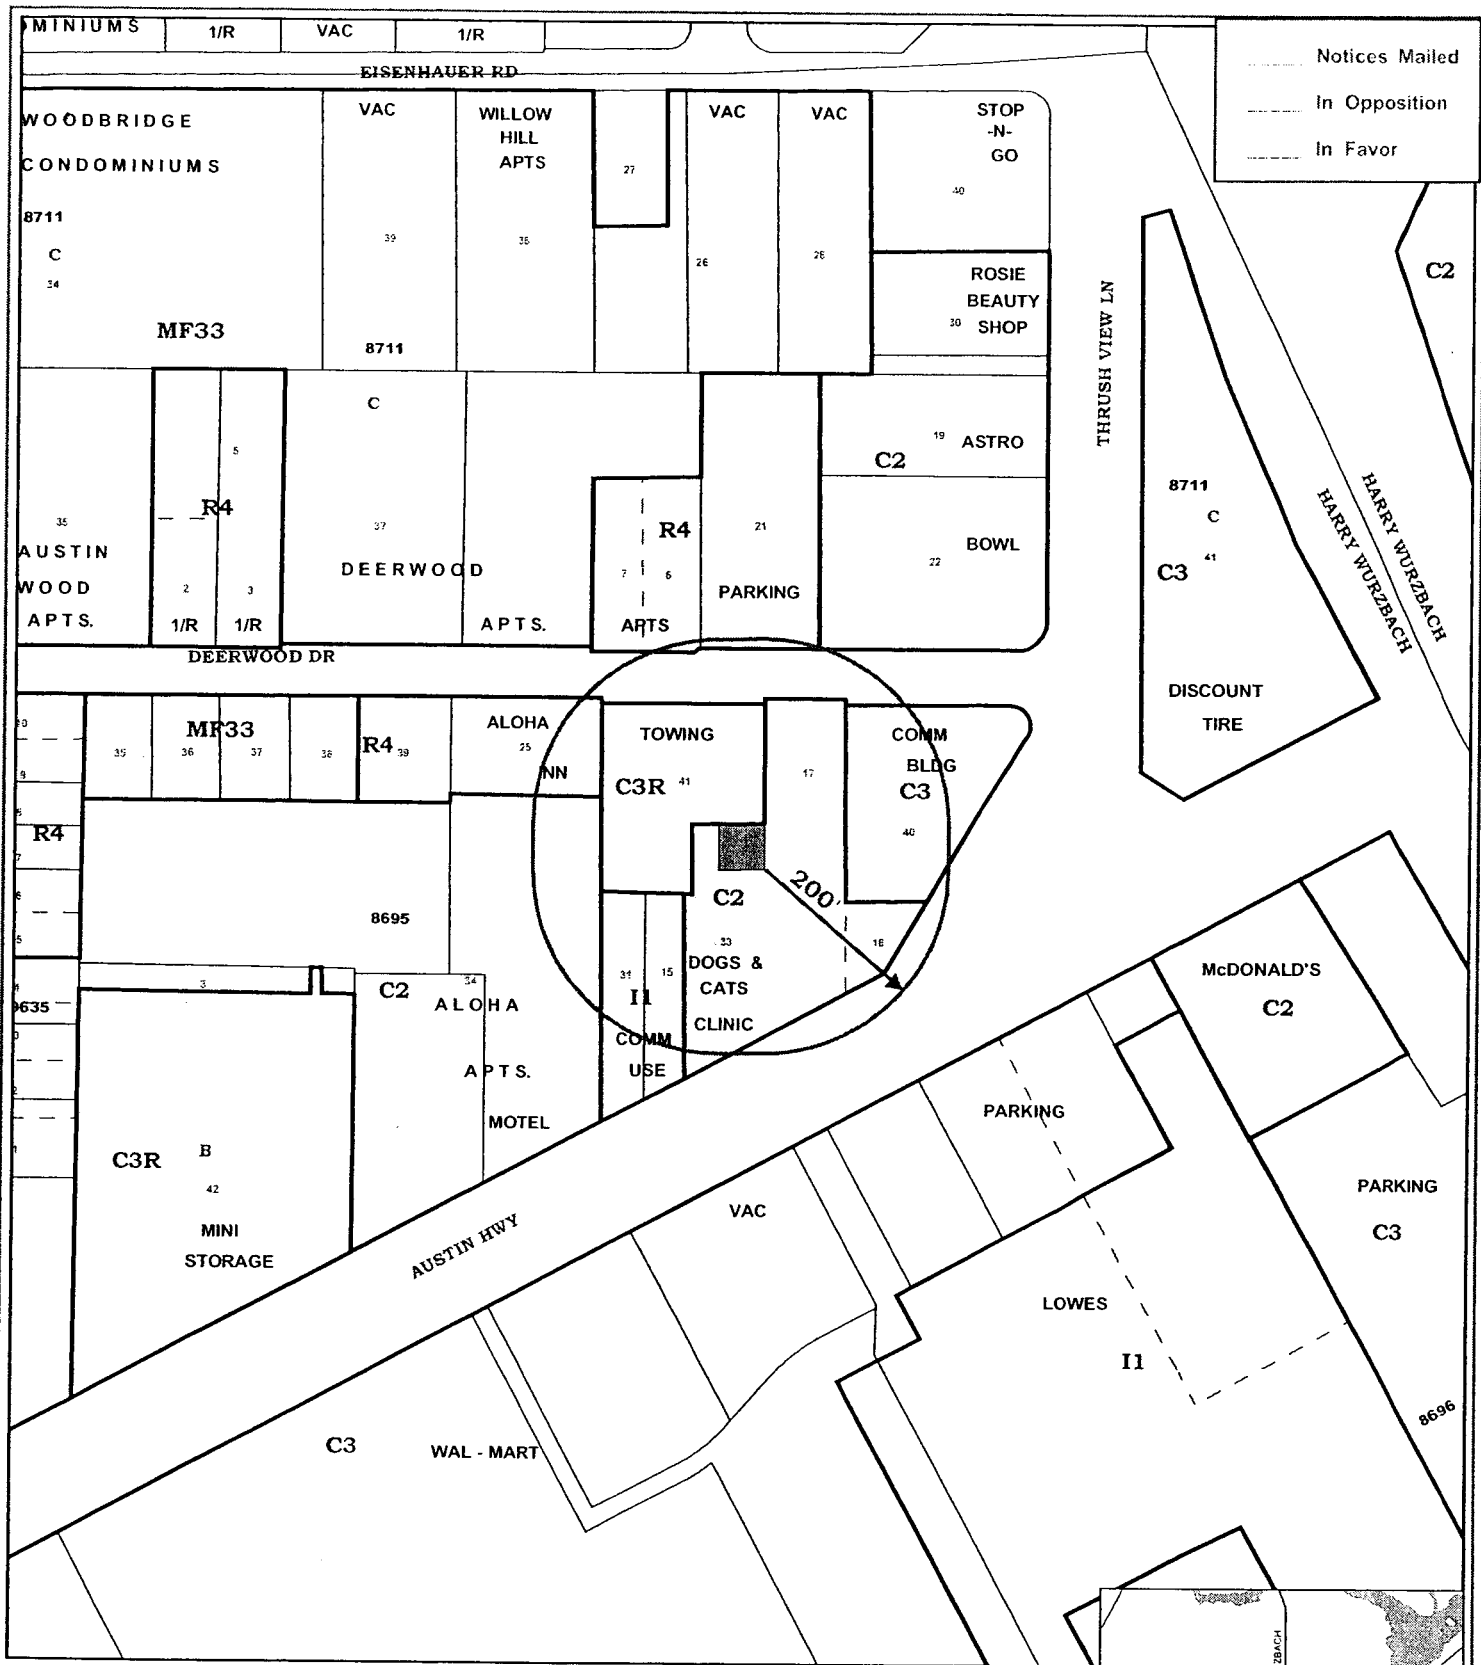 MINIUMS
1/R
VAC
1/R
EISENHAUER RD
Notices Mailed
In Opposition
In Favor
WOODBRIDGE
CONDOMINIUMS
8711
C
34
MF33
VAC
39
8711
WILLOW
HILL
APTS
27
VAC
26
VAC
28
STOP
-N-
GO
40
ROSIE
BEAUTY
30 SHOP
THRUSH VIEW LN
C2
HARRY WURZBACH
HARRY WURZBACH
35
AUSTIN
WOOD
APTS.
5
R4
2
3
1/R
1/R
C
37
DEERWOOD
APTS.
R4
7
6
APTS
21
PARKING
19 ASTRO
C2
BOWL
22
8711
C
C3 41
DISCOUNT
TIRE
DEERWOOD DR
R4
35
MF33
36
37
38
R4 39
ALOHA
25
NN
TOWING
C3R 41
17
COMM
BLDG
C3
40
200'
C2
33
DOGS &
CATS
CLINIC
18
31
15
I1
COMM
USE
8695
3
C2
34
ALOHA
APTS.
MOTEL
9635
C3R
B
42
MINI
STORAGE
AUSTIN HWY
McDONALD'S
C2
PARKING
PARKING
C3
VAC
LOWES
I1
8696
C3
WAL - MART
ZBACH